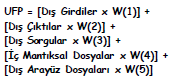 UFP = [Dış Girdiler x W(1)] +
[Dış Çıktılar x W(2)] +
[Dış Sorgular x W(3)] +
[İç Mantıksal Dosyalar x W(4)] +
[Dış Arayüz Dosyaları x W(5)]